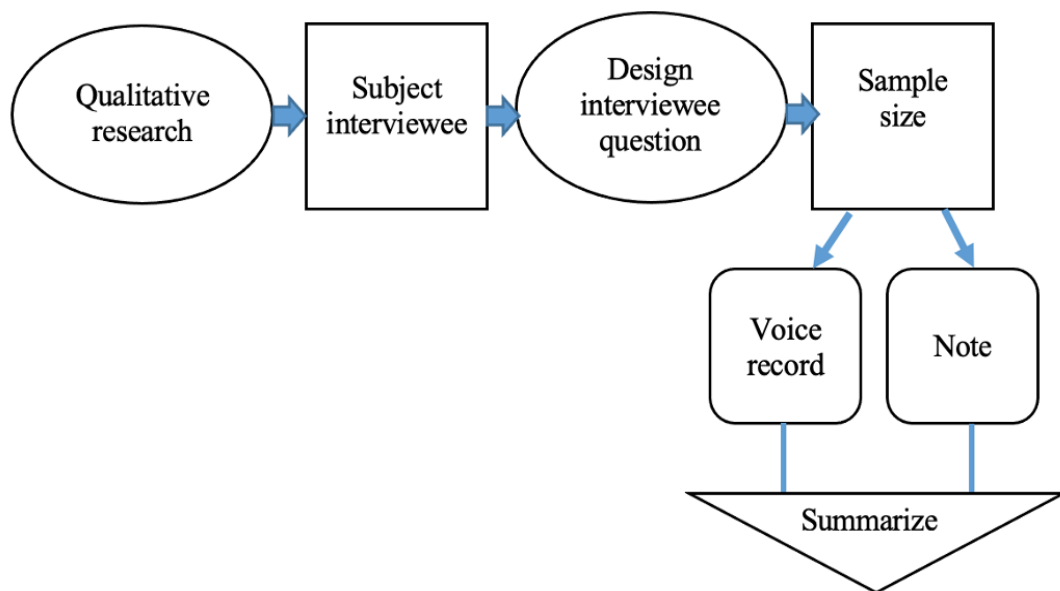 Qualitative
research
Subject
interviewee
Design
interviewee
question
Sample
size
Voice
record
Note
Summarize